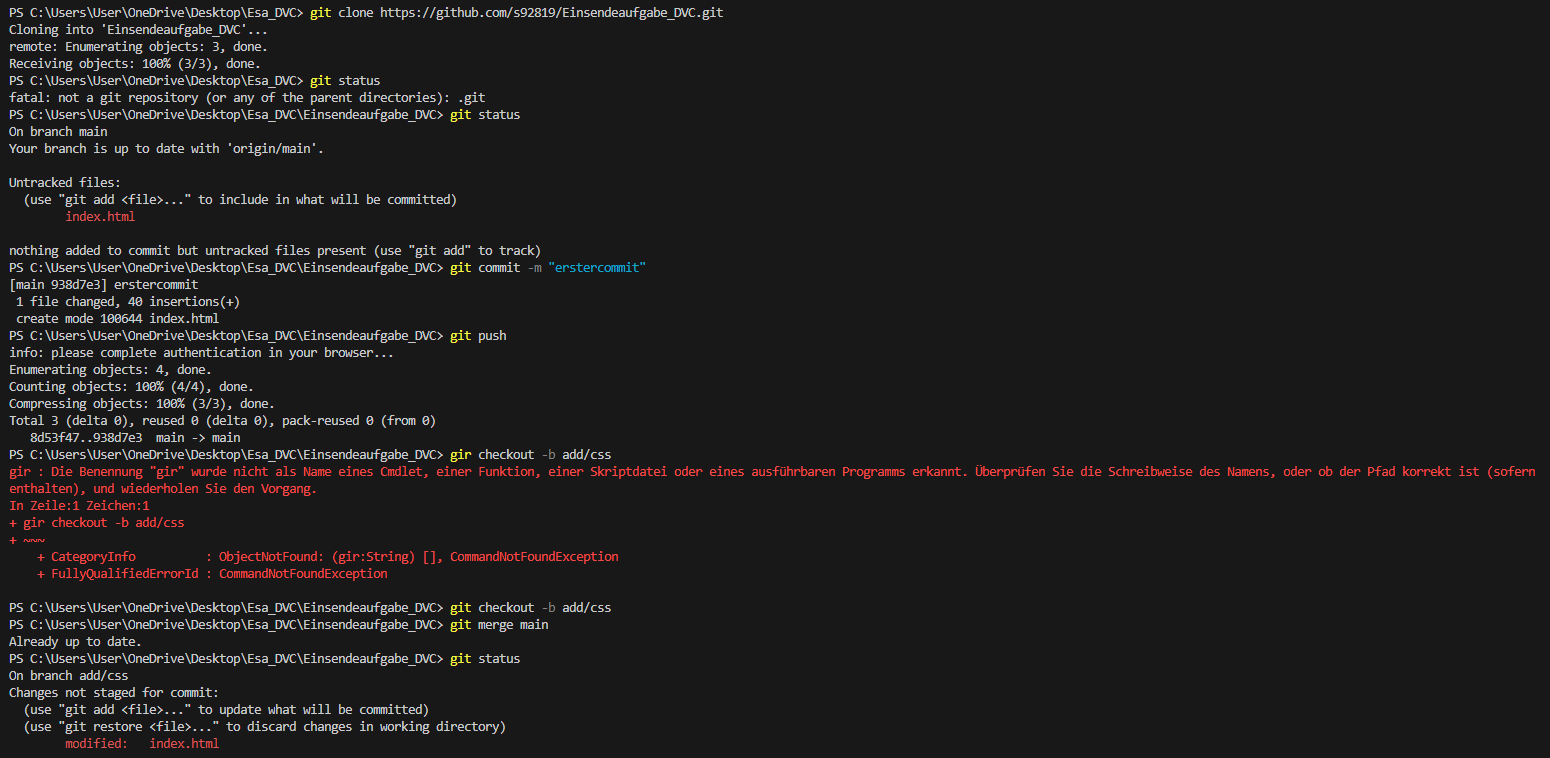 PS C:\Users\User\OneDrive\Desktop\Esa_DVC> git clone https://github.com/s92819/Einsendeaufgabe_DVC.git
Cloning into 'Einsendeaufgabe_DVC'...
remote: Enumerating objects: 3, done.
Receiving objects: 100% (3/3), done.
PS C:\Users\User\OneDrive\Desktop\Esa_DVC> git status
fatal: not a git repository (or any of the parent directories): .git
PS C:\Users\User\OneDrive\Desktop\Esa_DVC\Einsendeaufgabe_DVC> git status
On branch main
Your branch is up to date with 'origin/main'.

Untracked files:
  (use "git add <file>..." to include in what will be committed)
        index.html

nothing added to commit but untracked files present (use "git add" to track)
PS C:\Users\User\OneDrive\Desktop\Esa_DVC\Einsendeaufgabe_DVC> git commit -m "erstercommit"
[main 938d7e3] erstercommit
 1 file changed, 40 insertions(+)
 create mode 100644 index.html
PS C:\Users\User\OneDrive\Desktop\Esa_DVC\Einsendeaufgabe_DVC> git push
info: please complete authentication in your browser...
Enumerating objects: 4, done.
Counting objects: 100% (4/4), done.
Compressing objects: 100% (3/3), done.
Total 3 (delta 0), reused 0 (delta 0), pack-reused 0 (from 0)
   8d53f47..938d7e3  main -> main
PS C:\Users\User\OneDrive\Desktop\Esa_DVC\Einsendeaufgabe_DVC> gir checkout -b add/css
gir : Die Benennung "gir" wurde nicht als Name eines Cmdlet, einer Funktion, einer Skriptdatei oder eines ausführbaren Programms erkannt. Überprüfen Sie die Schreibweise des Namens, oder ob der Pfad korrekt ist (sofern
enthalten), und wiederholen Sie den Vorgang.
In Zeile:1 Zeichen:1
+ gir checkout -b add/css
+ ~~~
    + CategoryInfo          : ObjectNotFound: (gir:String) [], CommandNotFoundException
    + FullyQualifiedErrorId : CommandNotFoundException

PS C:\Users\User\OneDrive\Desktop\Esa_DVC\Einsendeaufgabe_DVC> git checkout -b add/css
PS C:\Users\User\OneDrive\Desktop\Esa_DVC\Einsendeaufgabe_DVC> git merge main
Already up to date.
PS C:\Users\User\OneDrive\Desktop\Esa_DVC\Einsendeaufgabe_DVC> git status
On branch add/css
Changes not staged for commit:
  (use "git add <file>..." to update what will be committed)
  (use "git restore <file>..." to discard changes in working directory)
        modified:   index.html